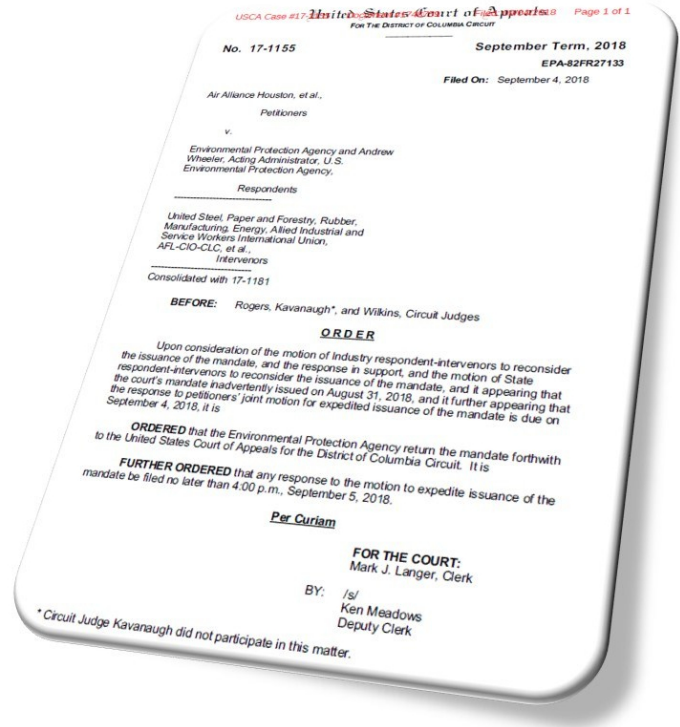 USCA Case Page 1 of 1
United States Court of Appeals
FOR THE DISTRICT OF COLUMBIA CIRCUIT
No. 17-1155 September Term, 2018
EPA-82FR27133
Filed On: September 4, 2018
Air Alliance Houston, et al.,
Petitioners
v.
Environmental Protection Agency and Andrew
Wheeler, Acting Administrator, U.S.
Environmental Protection Agency,
Respondents
------------------------------
United Steel, Paper and Forestry, Rubber,
Manufacturing, Energy, Allied Industrial and
Service Workers International Union,
AFL-CIO-CLC, et al.,
Intervenors
------------------------------
Consolidated with 17-1181
BEFORE: Rogers, Kavanaugh*, and Wilkins, Circuit Judges
ORDER
Upon consideration of the motion of Industry respondent-intervenors to reconsider
the issuance of the mandate, and the response in support, and the motion of State
respondent-intervenors to reconsider the issuance of the mandate, and it appearing that
the court's mandate inadvertently issued on August 31, 2018, and it further appearing that
the response to petitioners' joint motion for expedited issuance of the mandate is due on
September 4, 2018, it is
ORDERED that the Environmental Protection Agency return the mandate forthwith
to the United States Court of Appeals for the District of Columbia Circuit. It is
FURTHER ORDERED that any response to the motion to expedite issuance of the
mandate be filed no later than 4:00 p.m., September 5, 2018.
Per Curiam
FOR THE COURT:
Mark J. Langer, Clerk
BY: /s/
Ken Meadows
Deputy Clerk
* Circuit Judge Kavanaugh did not participate in this matter.